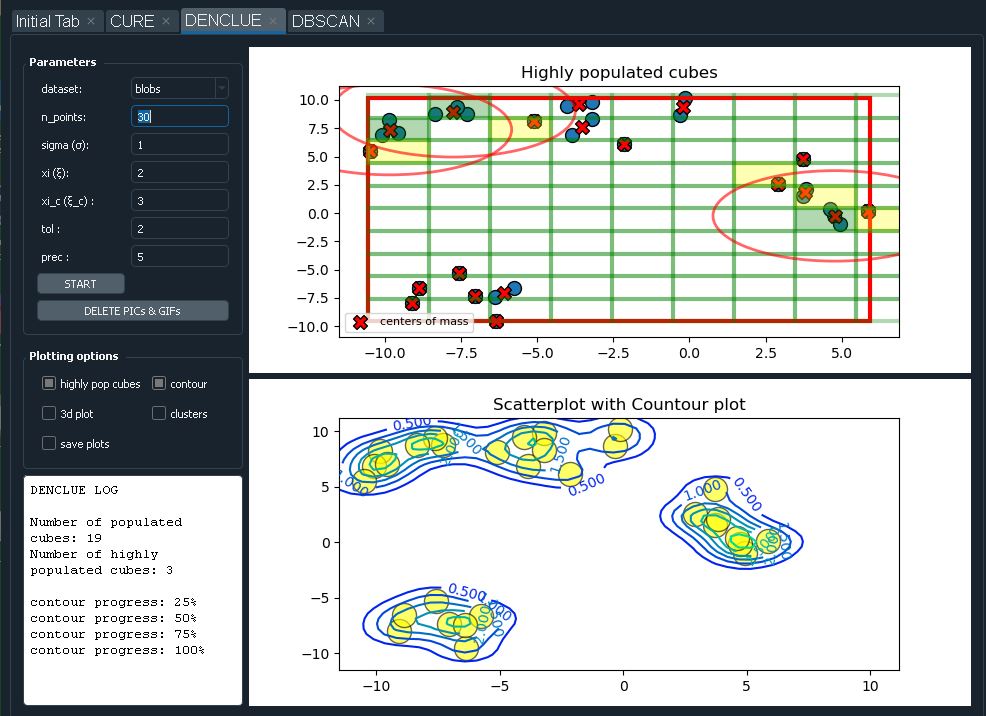 Initial Tab × CURE × DENCLUE × DBSCAN ×
Parameters
dataset: blobs
n_points: 30
sigma (σ): 1
xi (ξ): 2
xi_c (ξ_c) : 3
tol : 2
prec : 5
START
DELETE PICs & GIFs
Plotting options
highly pop cubes contour
3d plot clusters
save plots
DENCLUE LOG
Number of populated
cubes: 19
Number of highly
populated cubes: 3
contour progress: 25%
contour progress: 50%
contour progress: 75%
contour progress: 100%
Highly populated cubes
10.0
7.5
5.0
2.5
0.0
−2.5
−5.0
−7.5
−10.0
centers of mass
−10.0 −7.5 −5.0 −2.5 0.0 2.5 5.0
Scatterplot with Countour plot
10
5
0
−5
−10
0.500
1.500
0.500
1.000
0.500
0.500
−10 −5 0 5 10